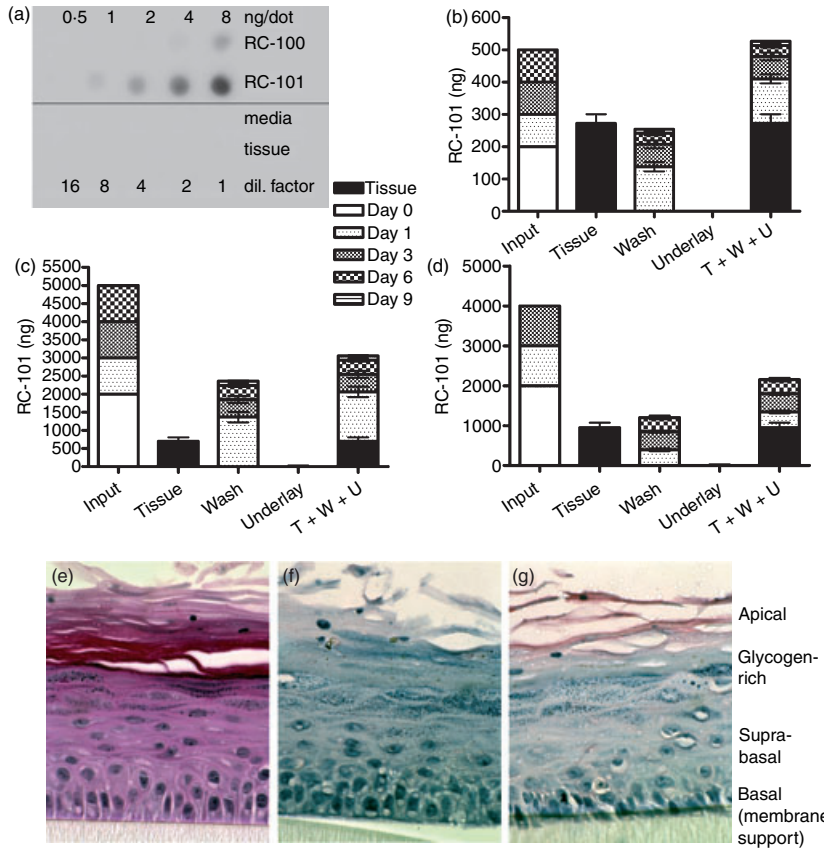 (a)
0·5 1 2 4 8 ng/dot
RC-100
RC-101
media
tissue
16 8 4 2 1 dil. factor
Tissue
Day 0
Day 1
Day 3
Day 6
Day 9
(b)
RC-101 (ng)
600
500
400
300
200
100
0
Input Tissue Wash Underlay T + W + U
(c)
RC-101 (ng)
5500
5000
4500
4000
3500
3000
2500
2000
1500
1000
500
0
Input Tissue Wash Underlay T + W + U
(d)
RC-101 (ng)
5000
4000
3000
2000
1000
0
Input Tissue Wash Underlay T + W + U
(e) (f) (g)
Apical
Glycogen-
rich
Supra-
basal
Basal
(membrane
support)